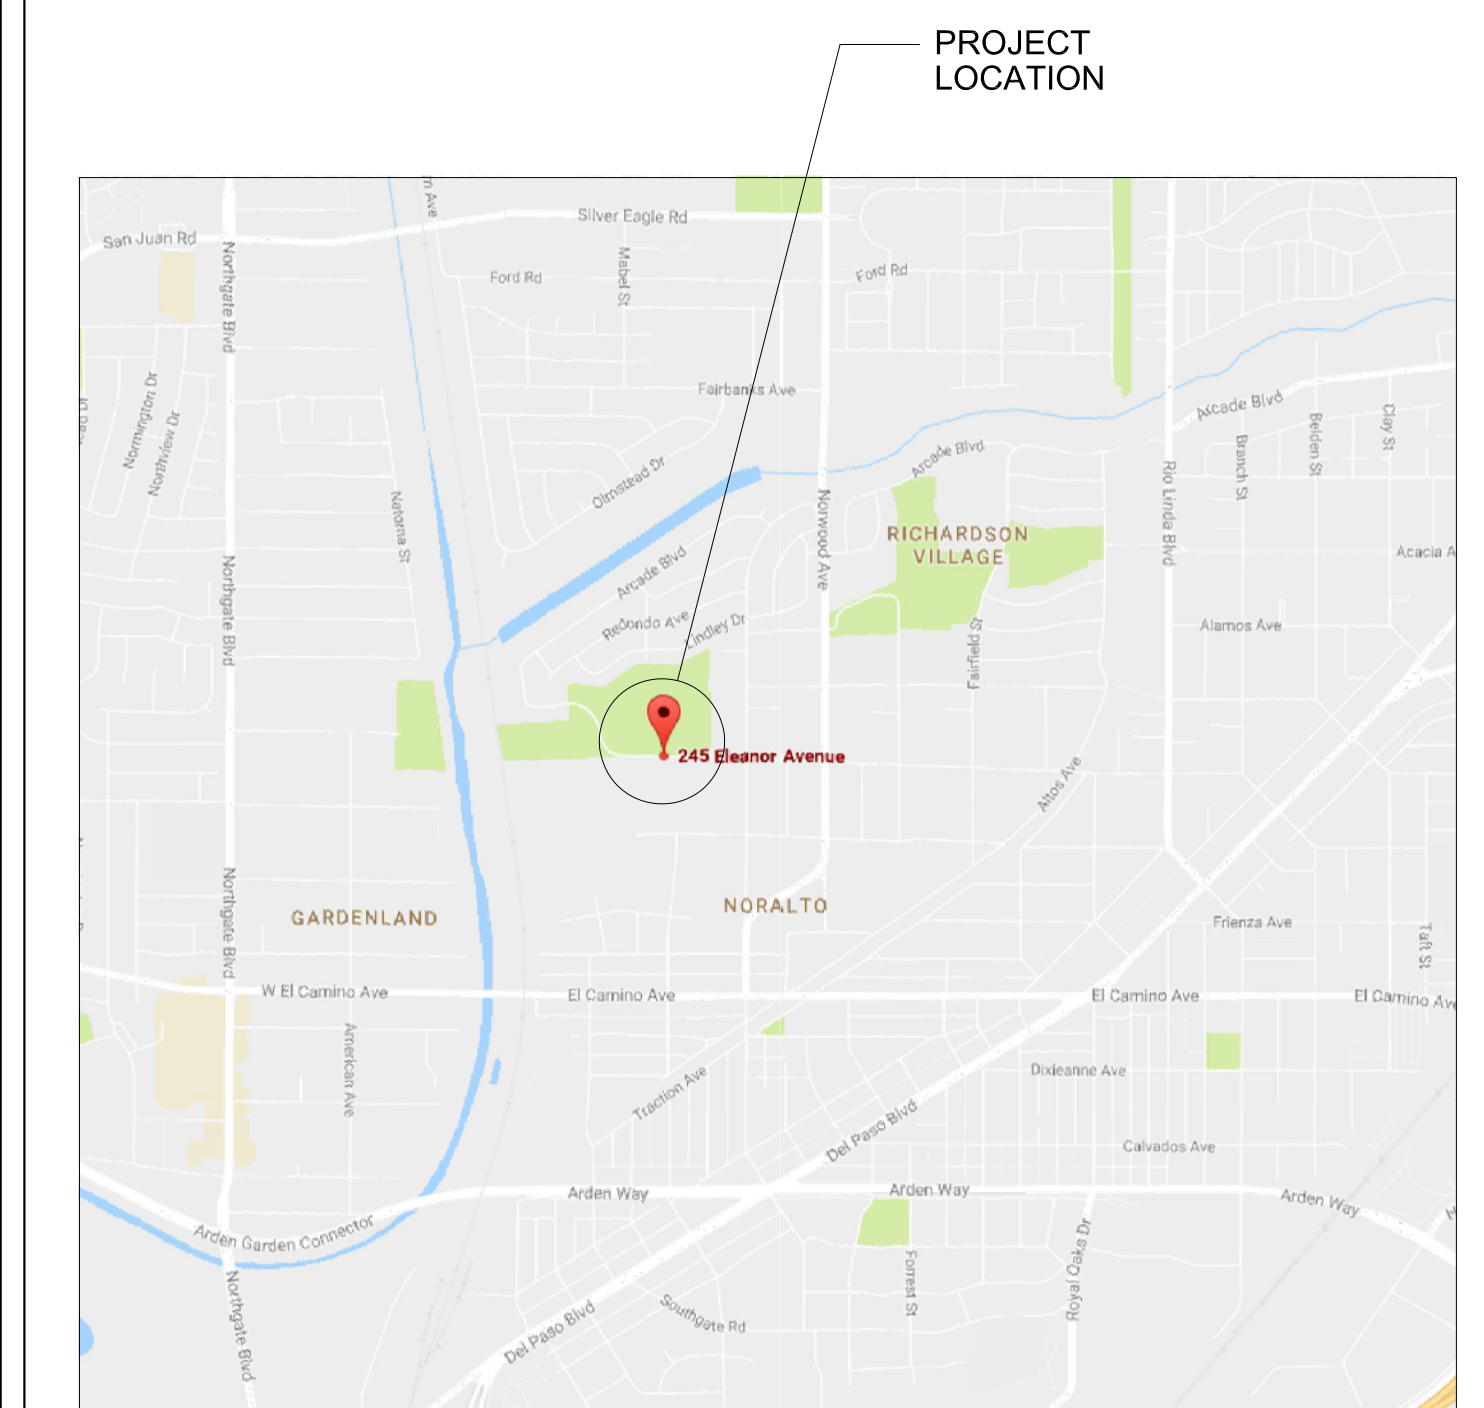 PROJECT
LOCATION
n Ave
Silver Eagle Rd
San Juan Rd
Northgate Blvd
Mabel St
Ford Rd
Ford Rd
Fairbanks Ave
Normington Dr
Northview Dr
Arcade Blvd
Clay St
Belden St
Branch St
Arcade Blvd
Olmstead Dr
Natoma St
Norwood Ave
Rio Linda Blvd
RICHARDSON
VILLAGE
Acacia A
Arcade Blvd
Northgate Blvd
Redondo Ave
Lindley Dr
Fairfield St
Alamos Ave
245 Eleanor Avenue
Altos Ave
Northgate Blvd
NORALTO
GARDENLAND
Frienza Ave
Taft St
W El Camino Ave
El Camino Ave
El Camino Ave
El Camino Ave
American Ave
Dixieanne Ave
Traction Ave
Del Paso Blvd
Calvados Ave
Arden Way
Arden Way
Arden Way
Arden Garden Connector
Royal Oaks Dr
Forrest St
Northgate Blvd
Southgate Rd
Del Paso Blvd